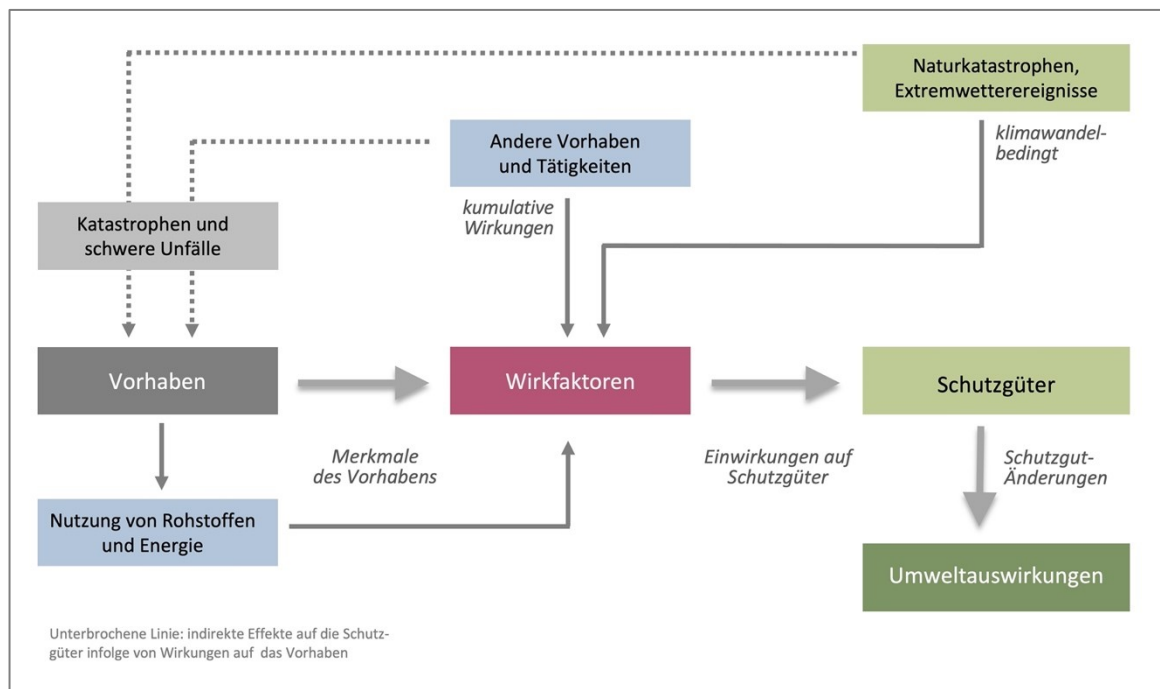 Naturkatastrophen,
Extremwetterereignisse
klimawandel-
bedingt
Andere Vorhaben
und Tätigkeiten
kumulative
Wirkungen
Katastrophen und
schwere Unfälle
Vorhaben
Wirkfaktoren
Schutzgüter
Merkmale
des Vorhabens
Einwirkungen auf
Schutzgüter
Schutzgut-
Änderungen
Nutzung von Rohstoffen
und Energie
Umweltauswirkungen
Unterbrochene Linie: indirekte Effekte auf die Schutz-
güter infolge von Wirkungen auf das Vorhaben